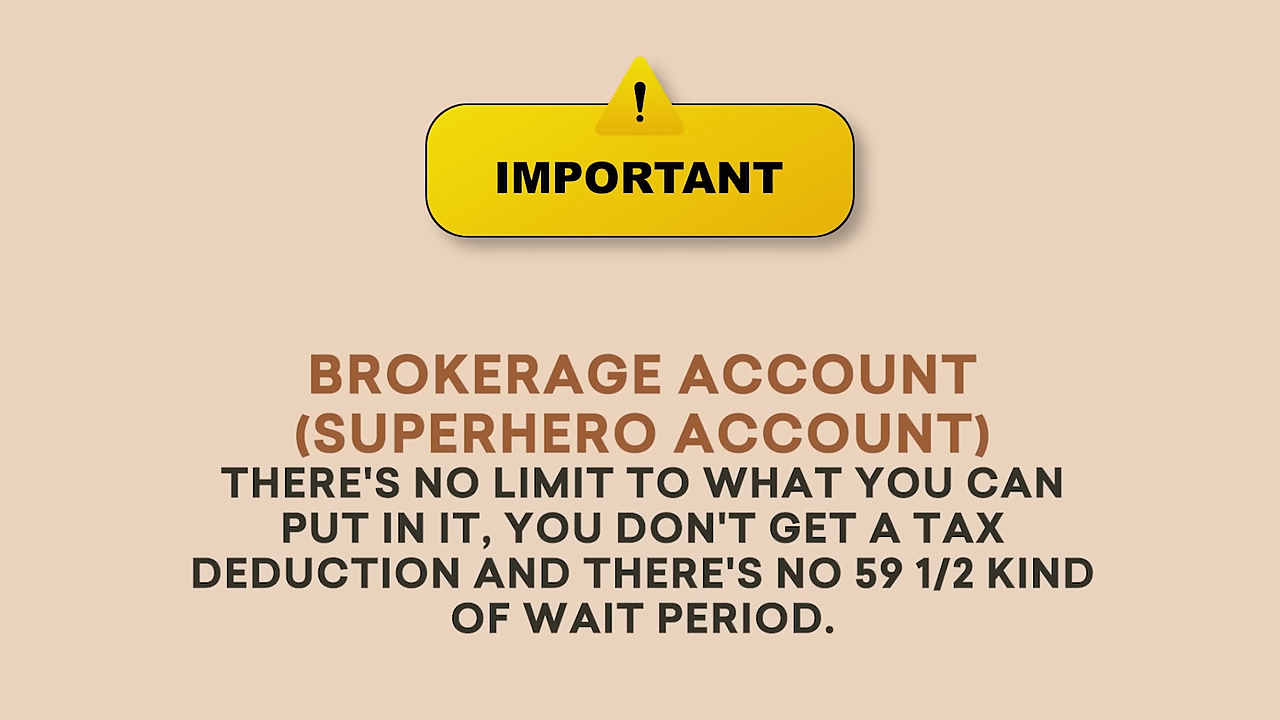 !
IMPORTANT
BROKERAGE ACCOUNT
(SUPERHERO ACCOUNT)
THERE'S NO LIMIT TO WHAT YOU CAN
PUT IN IT, YOU DON'T GET A TAX
DEDUCTION AND THERE'S NO 59 1/2 KIND
OF WAIT PERIOD.